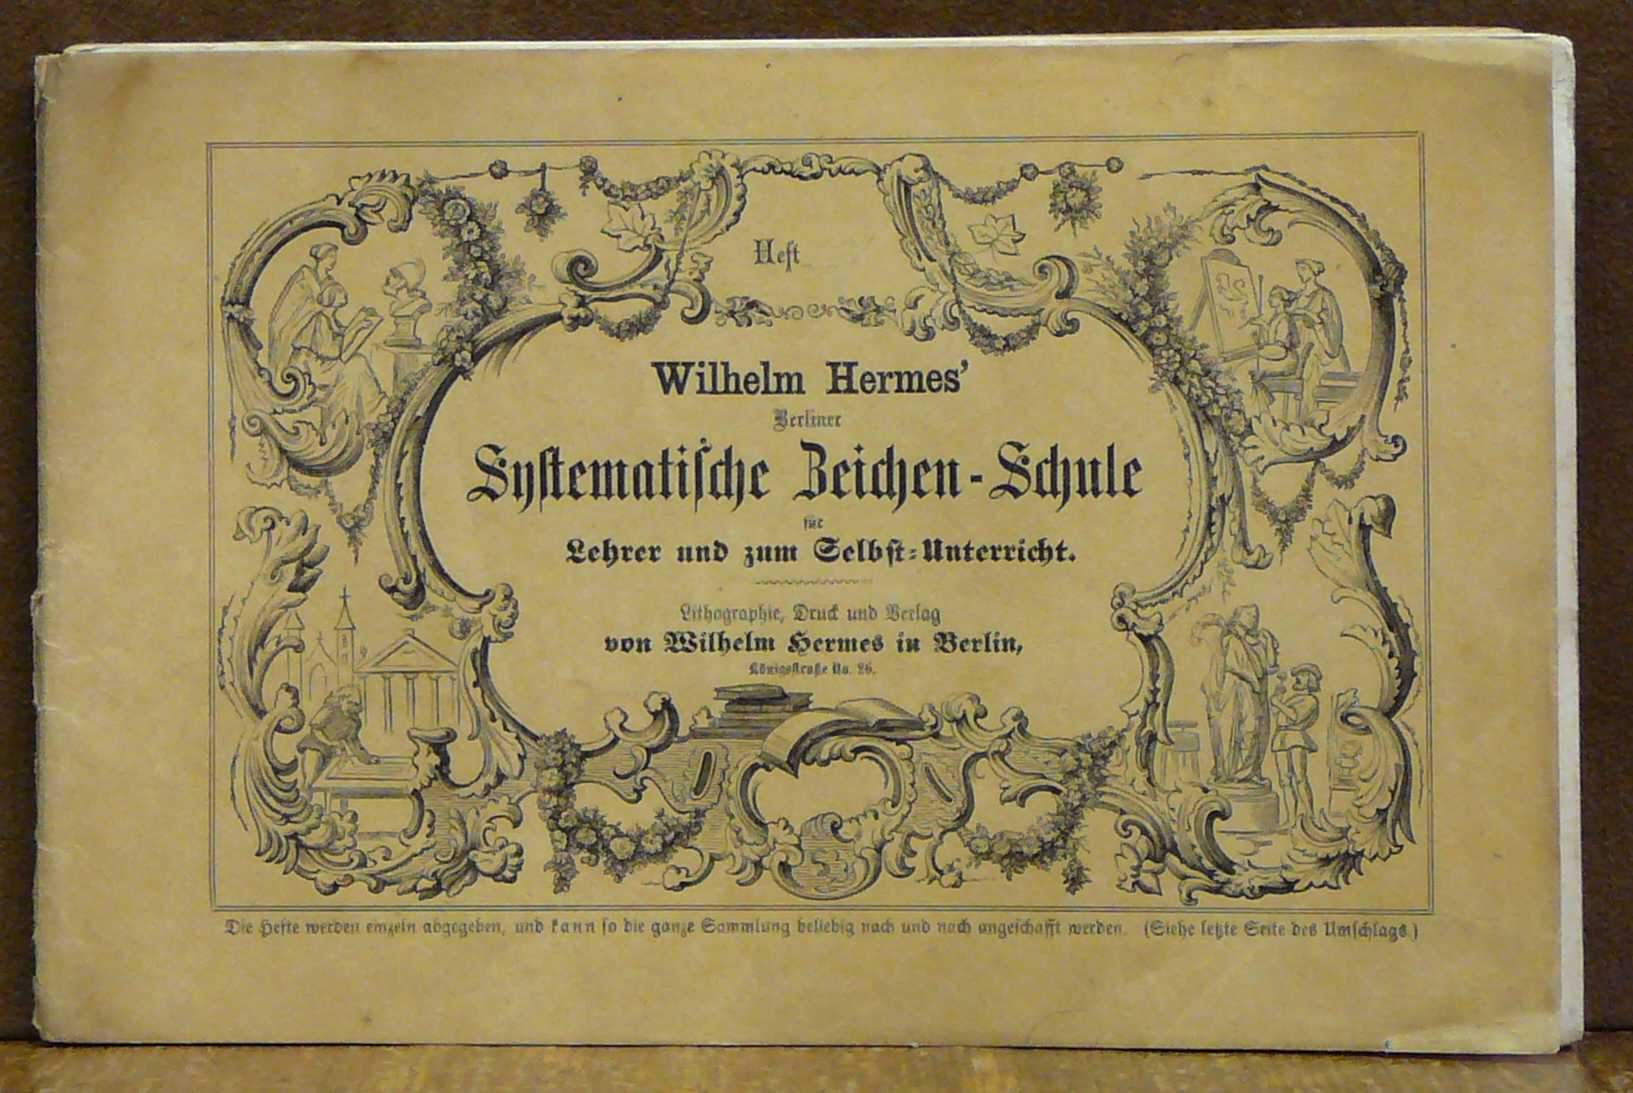 Heft
Wilhelm Hermes'
Berliner
Systematische Zeichen-Schule
für
Lehrer und zum Selbst-Unterricht.
Lithographie, Druck und Verlag
von Wilhelm Hermes in Berlin,
Königsstraße No. 26.
Die Hefte werden einzeln abgegeben, und kann so die ganze Sammlung beliebig nach und nach angeschafft werden. (Siehe letzte Seite des Umschlags.)